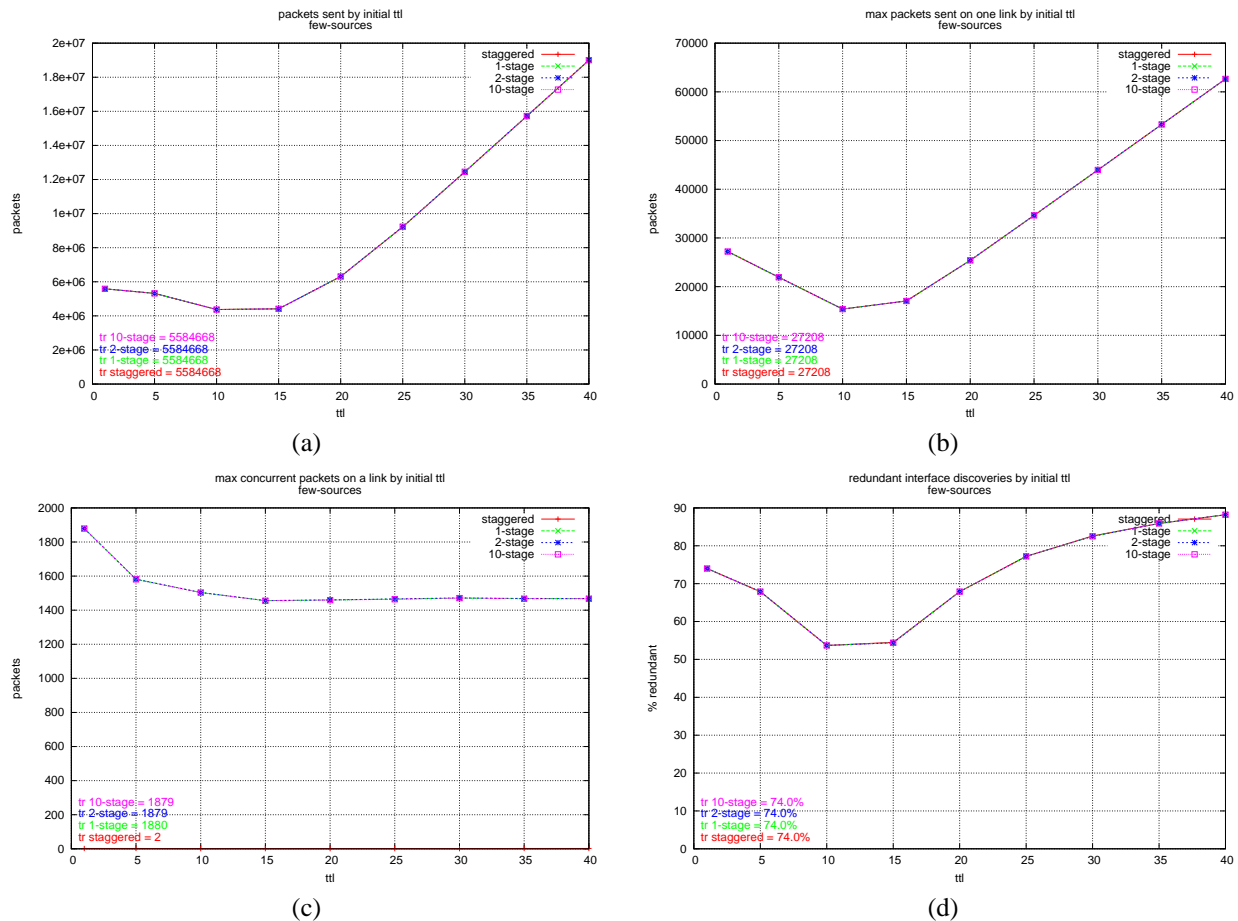 packets sent by initial ttl
few-sources
2e+07
1.8e+07
1.6e+07
1.4e+07
1.2e+07
1e+07
8e+06
6e+06
4e+06
2e+06
0
packets
staggered
1-stage
2-stage
10-stage
tr 10-stage = 5584668
tr 2-stage = 5584668
tr 1-stage = 5584668
tr staggered = 5584668
0 5 10 15 20 25 30 35 40
ttl
(a)
max packets sent on one link by initial ttl
few-sources
70000
60000
50000
40000
30000
20000
10000
0
packets
staggered
1-stage
2-stage
10-stage
tr 10-stage = 27208
tr 2-stage = 27208
tr 1-stage = 27208
tr staggered = 27208
0 5 10 15 20 25 30 35 40
ttl
(b)
max concurrent packets on a link by initial ttl
few-sources
2000
1800
1600
1400
1200
1000
800
600
400
200
0
packets
staggered
1-stage
2-stage
10-stage
tr 10-stage = 1879
tr 2-stage = 1879
tr 1-stage = 1880
tr staggered = 2
0 5 10 15 20 25 30 35 40
ttl
(c)
redundant interface discoveries by initial ttl
few-sources
90
80
70
60
50
40
30
20
10
0
% redundant
staggered
1-stage
2-stage
10-stage
tr 10-stage = 74.0%
tr 2-stage = 74.0%
tr 1-stage = 74.0%
tr staggered = 74.0%
0 5 10 15 20 25 30 35 40
ttl
(d)